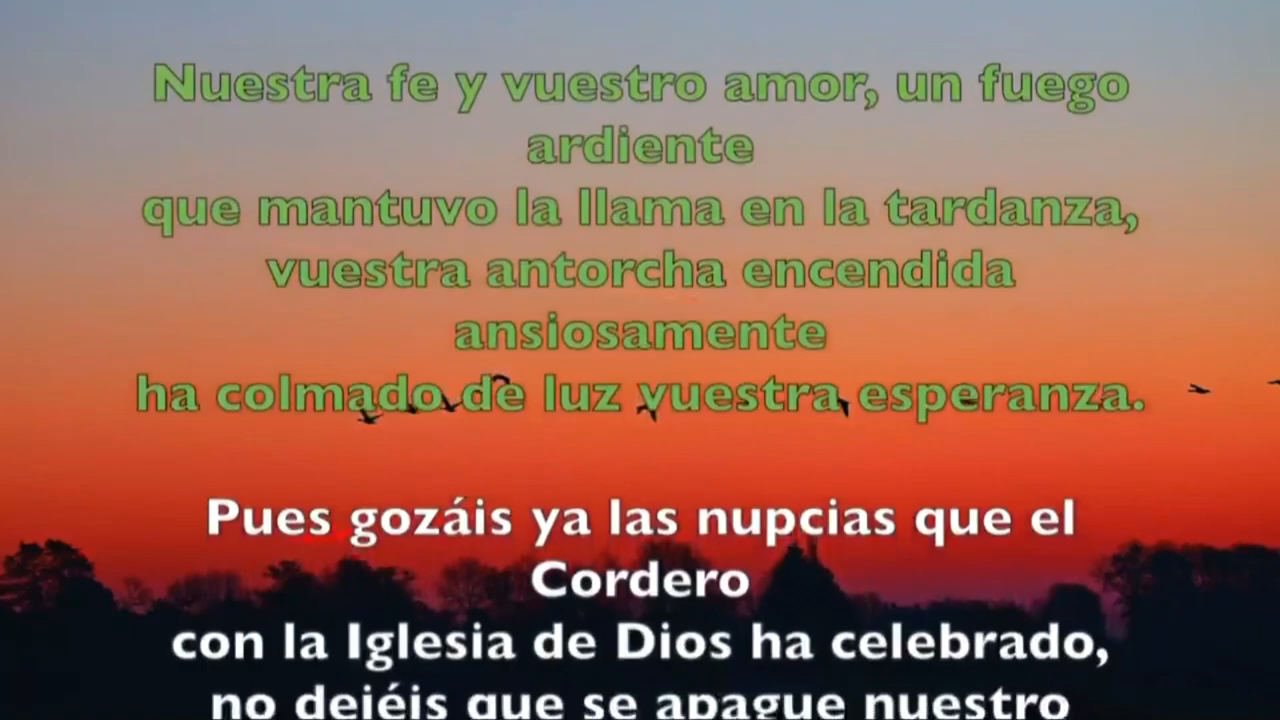 Nuestra fe y vuestro amor, un fuego
ardiente
que mantuvo la llama en la tardanza,
vuestra antorcha encendida
ansiosamente
ha colmado de luz vuestra esperanza.
Pues gozáis ya las nupcias que el
Cordero
con la Iglesia de Dios ha celebrado,
no dejéis que se apague nuestro